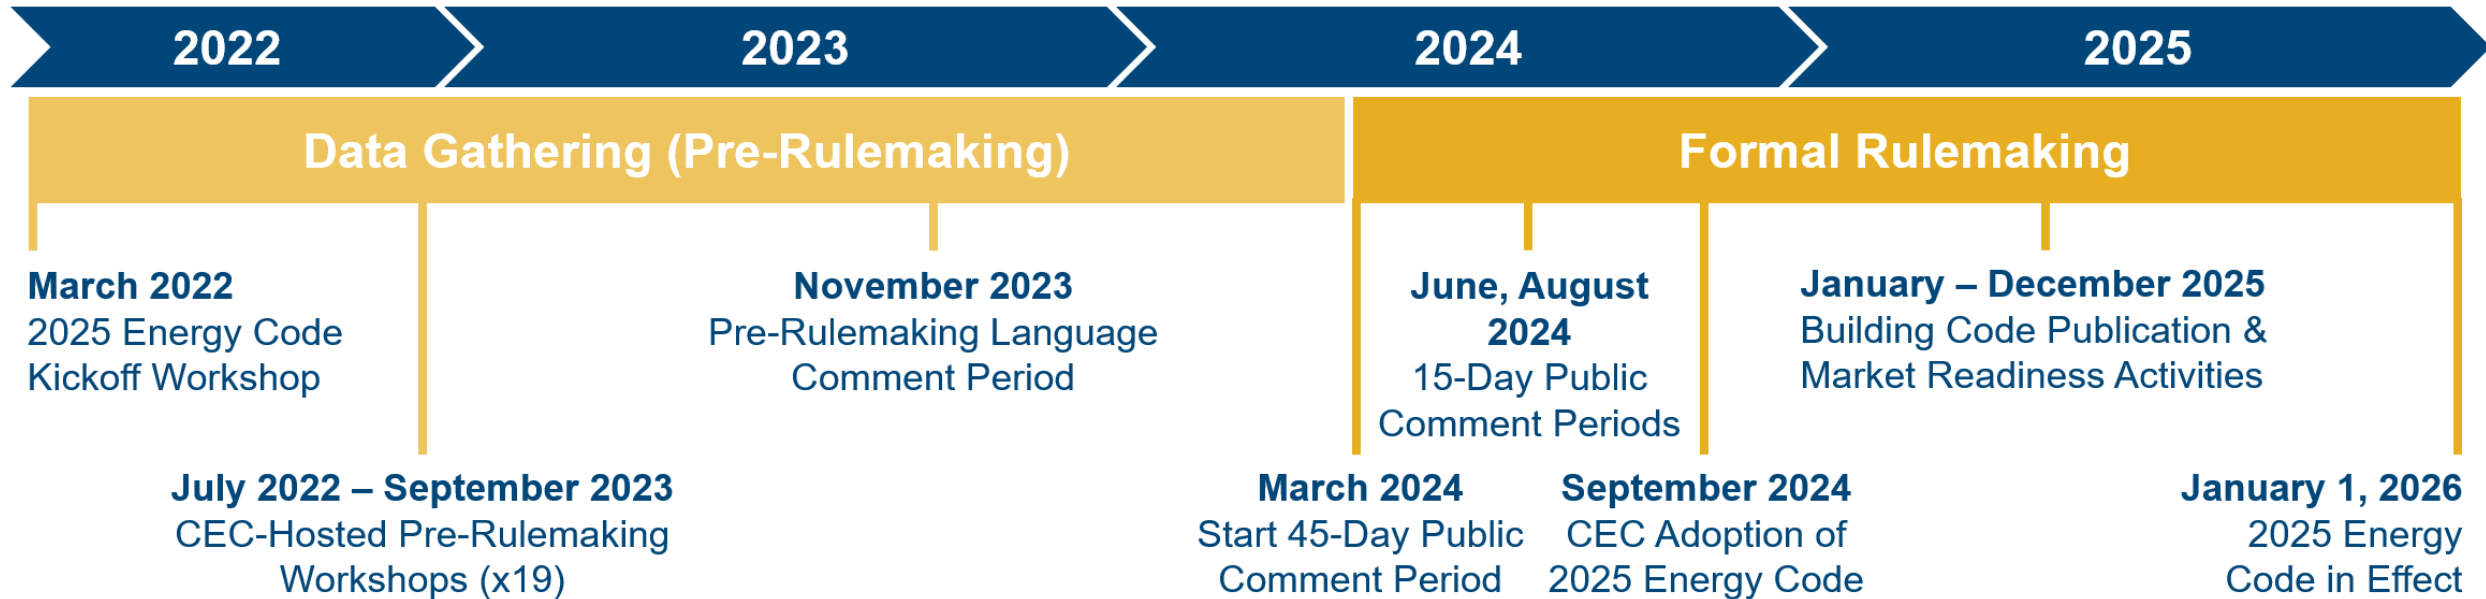 2022
2023
2024
2025
Data Gathering (Pre-Rulemaking)
Formal Rulemaking
March 2022
2025 Energy Code
Kickoff Workshop
July 2022 – September 2023
CEC-Hosted Pre-Rulemaking
Workshops (x19)
November 2023
Pre-Rulemaking Language
Comment Period
March 2024
Start 45-Day Public
Comment Period
June, August
2024
15-Day Public
Comment Periods
September 2024
CEC Adoption of
2025 Energy Code
January – December 2025
Building Code Publication &
Market Readiness Activities
January 1, 2026
2025 Energy
Code in Effect